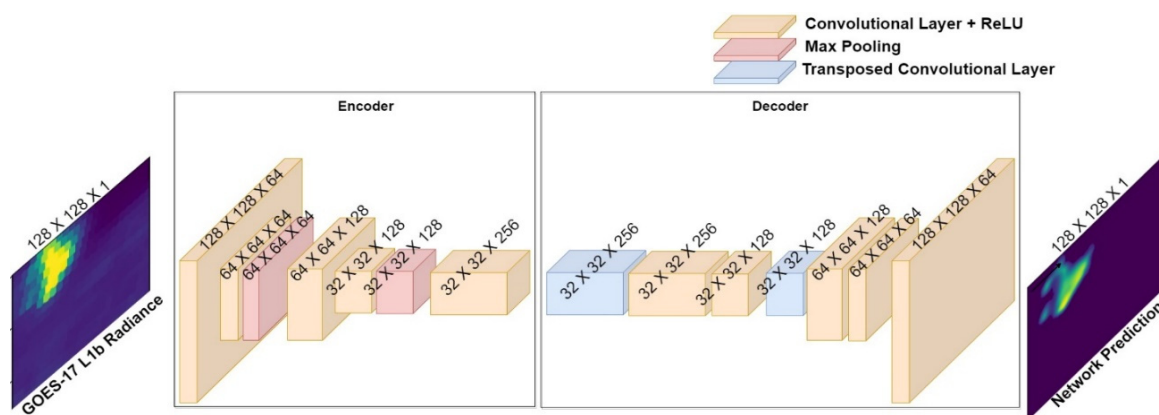 Convolutional Layer + ReLU
Max Pooling
Transposed Convolutional Layer
Encoder
Decoder
128 X 128 X 1
GOES-17 L1b Radiance
128 X 128 X 64
64 X 64 X 64
64 X 64 X 64
64 X 64 X 128
32 X 32 X 128
32 X 32 X 128
32 X 32 X 256
32 X 32 X 256
32 X 32 X 256
32 X 32 X 128
32 X 32 X 128
64 X 64 X 128
64 X 64 X 64
128 X 128 X 64
128 X 128 X 1
Network Prediction